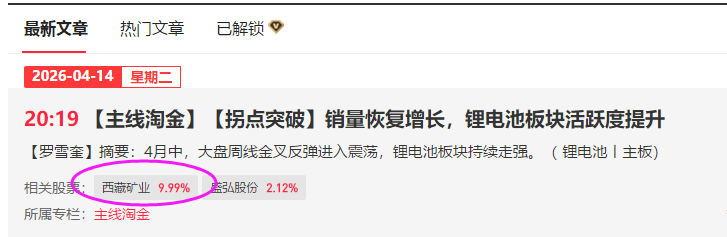 最新文章 热门文章 已解锁
2026-04-14 星期二
20:19 【主线淘金】【拐点突破】销量恢复增长，锂电池板块活跃度提升
【罗雪奎】摘要：4月中，大盘周线金叉反弹进入震荡，锂电池板块持续走强。（ 锂电池丨主板）
相关股票： 西藏矿业 9.99% 盛弘股份 2.12%
所属专栏：主线淘金